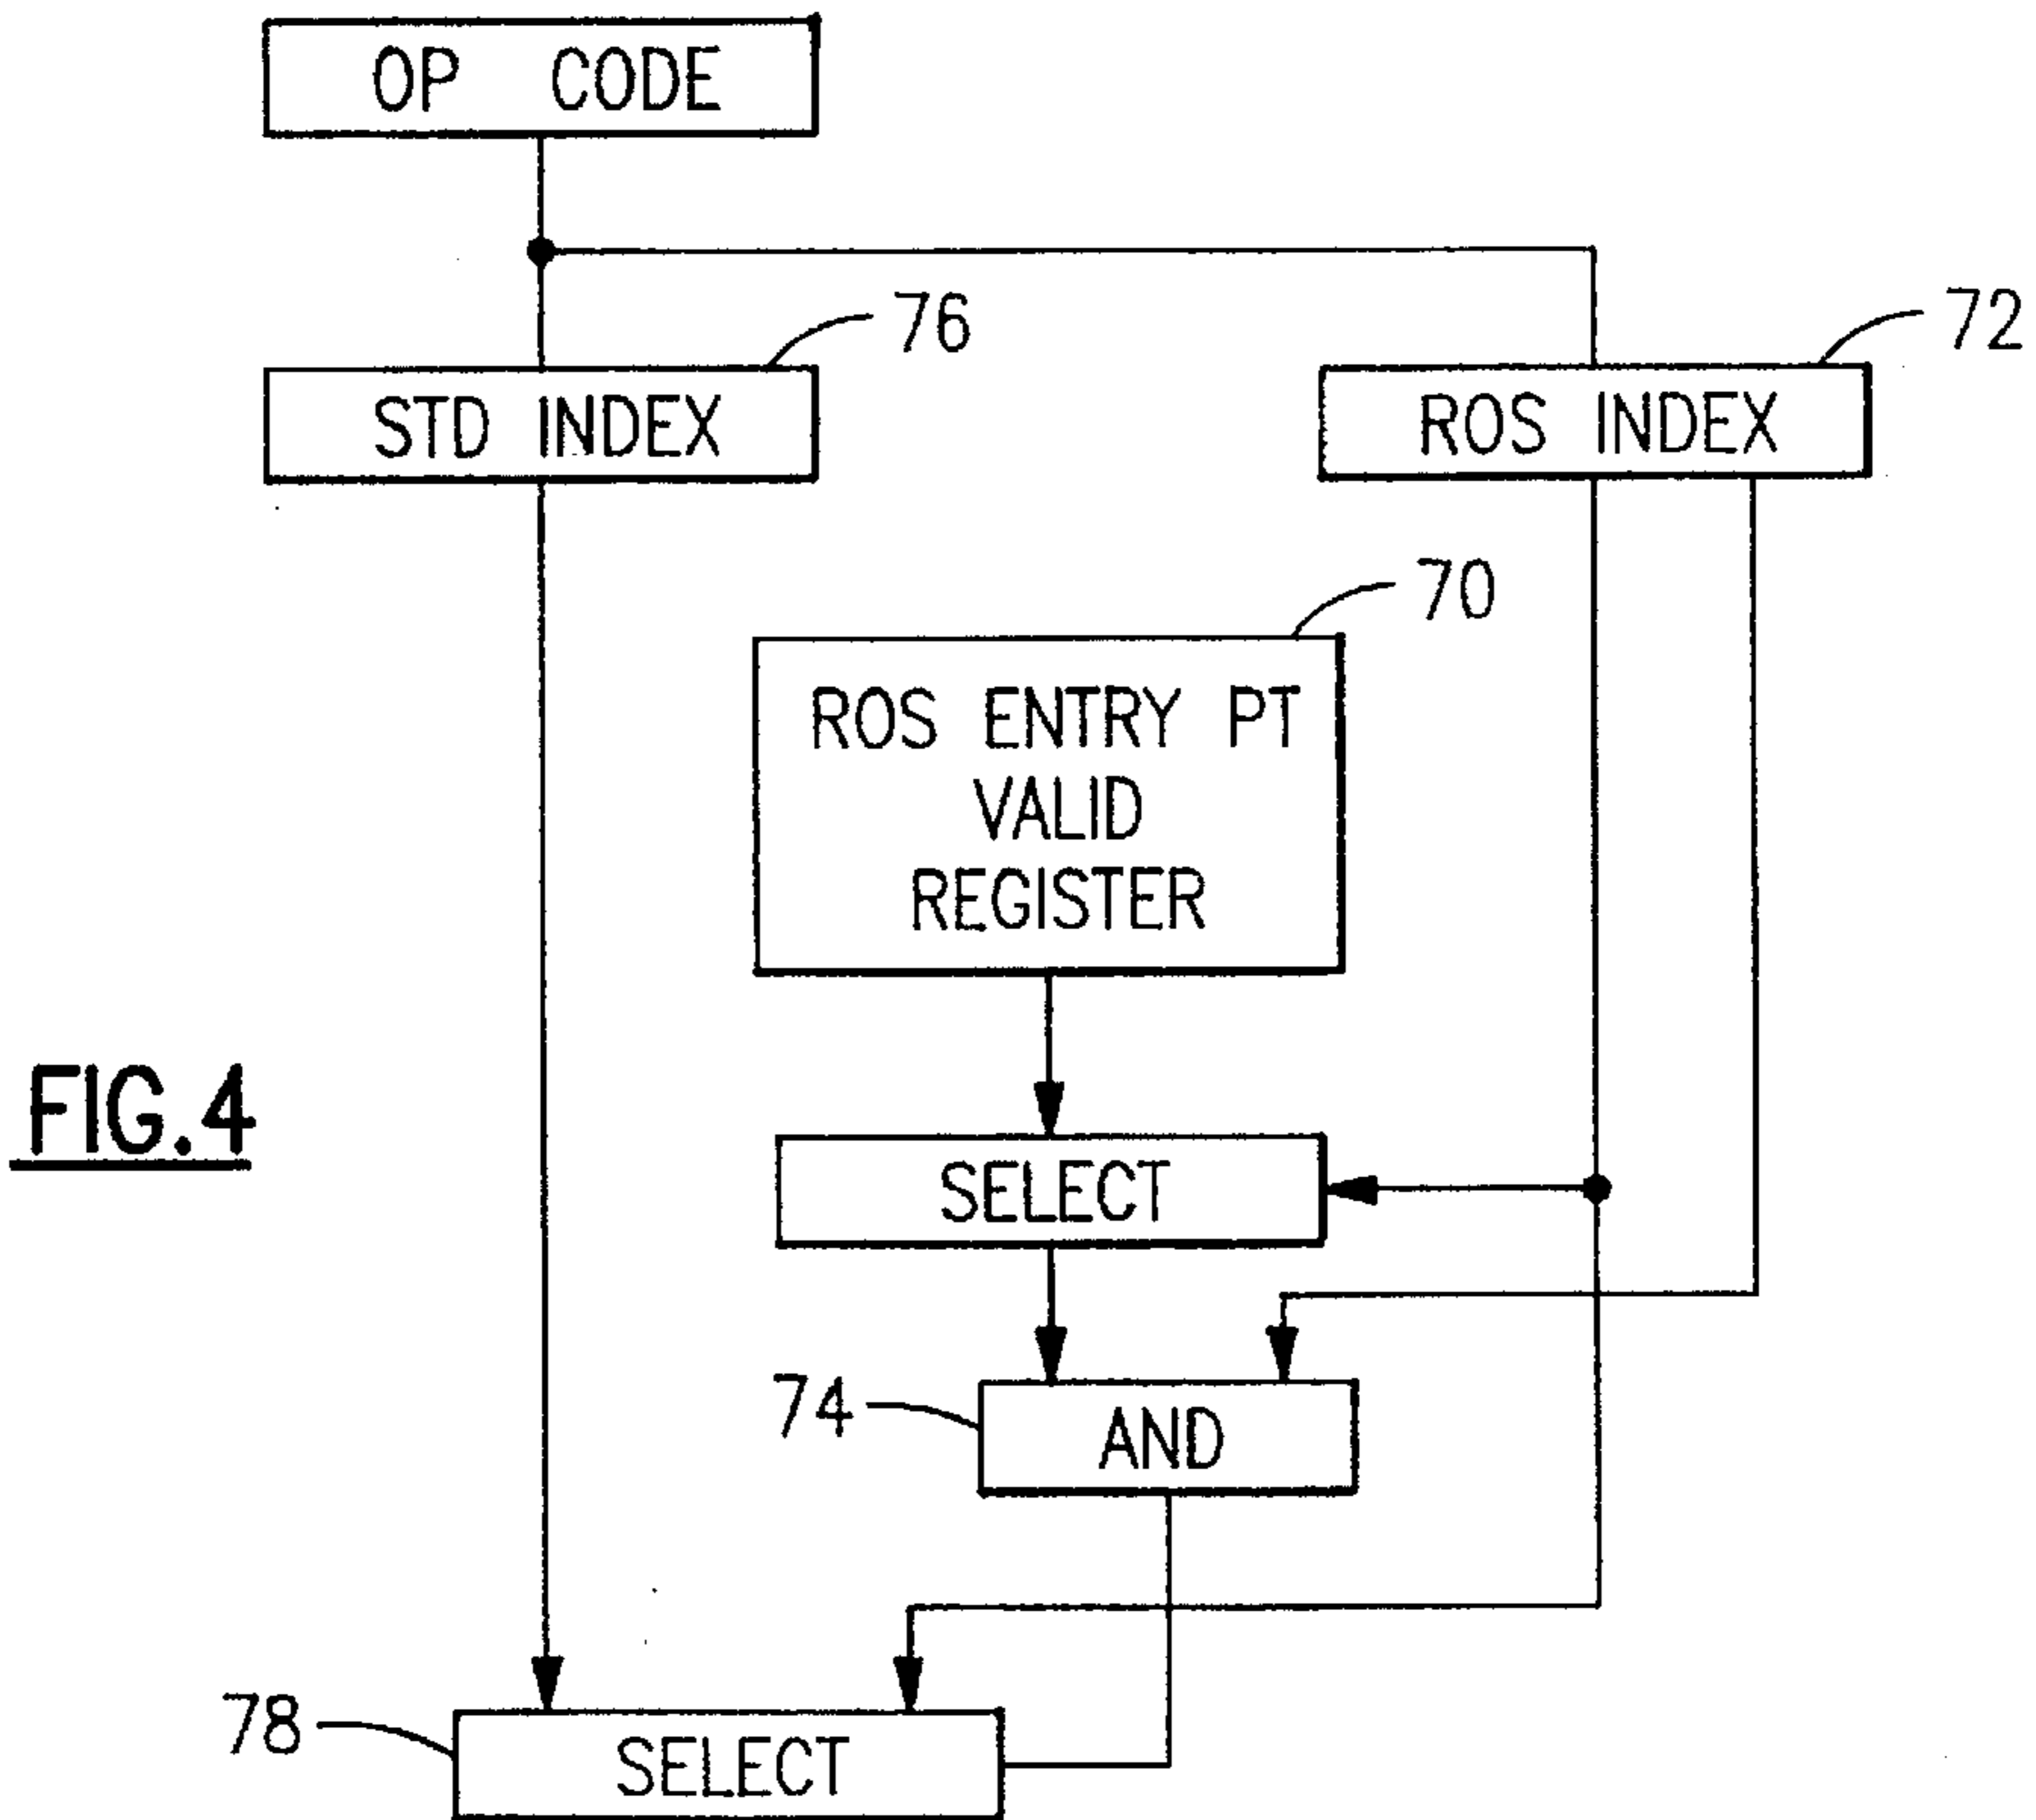 OP CODE
76
72
STD INDEX
ROS INDEX
70
ROS ENTRY PT
VALID
REGISTER
FIG.4
SELECT
74
AND
78
SELECT